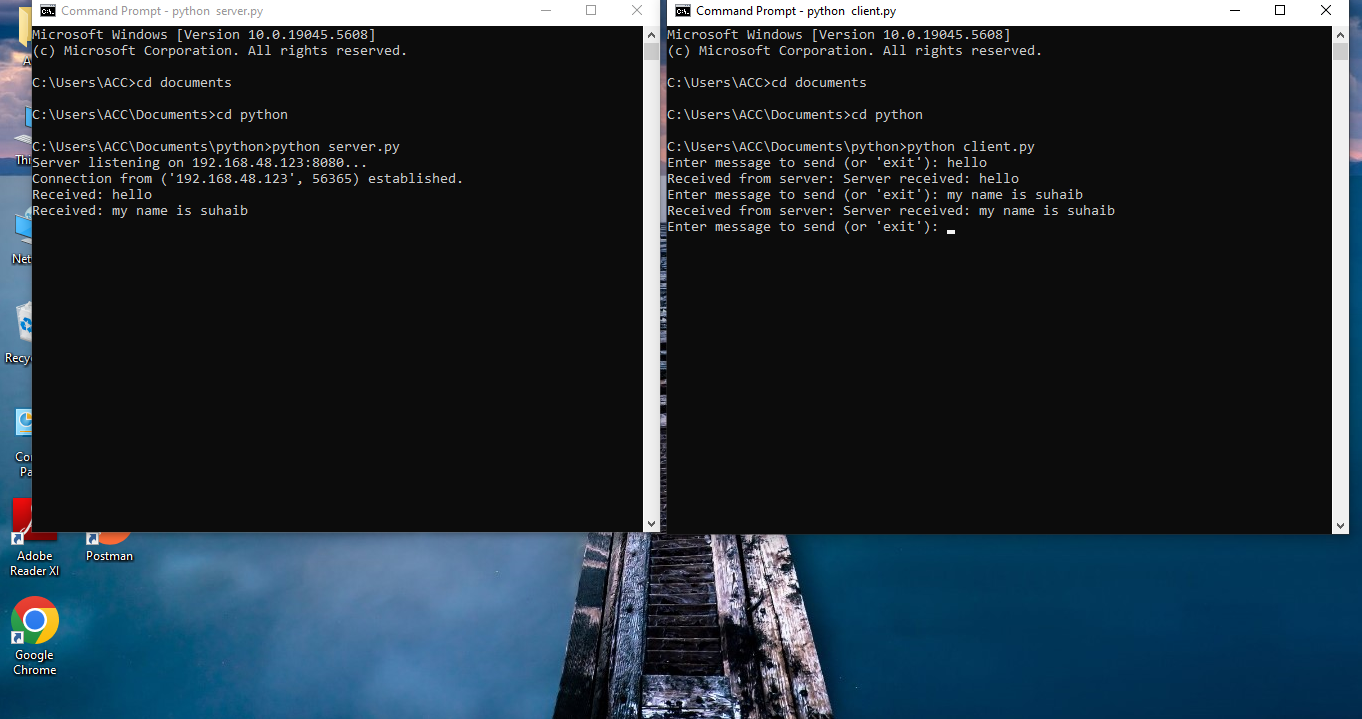 Command Prompt - python server.py
Microsoft Windows [Version 10.0.19045.5608]
(c) Microsoft Corporation. All rights reserved.
C:\Users\ACC>cd documents
C:\Users\ACC\Documents>cd python
C:\Users\ACC\Documents\python>python server.py
Server listening on 192.168.48.123:8080...
Connection from ('192.168.48.123', 56365) established.
Received: hello
Received: my name is suhaib
Command Prompt - python client.py
Microsoft Windows [Version 10.0.19045.5608]
(c) Microsoft Corporation. All rights reserved.
C:\Users\ACC>cd documents
C:\Users\ACC\Documents>cd python
C:\Users\ACC\Documents\python>python client.py
Enter message to send (or 'exit'): hello
Received from server: Server received: hello
Enter message to send (or 'exit'): my name is suhaib
Received from server: Server received: my name is suhaib
Enter message to send (or 'exit'):
Adobe
Reader XI
Postman
Google
Chrome